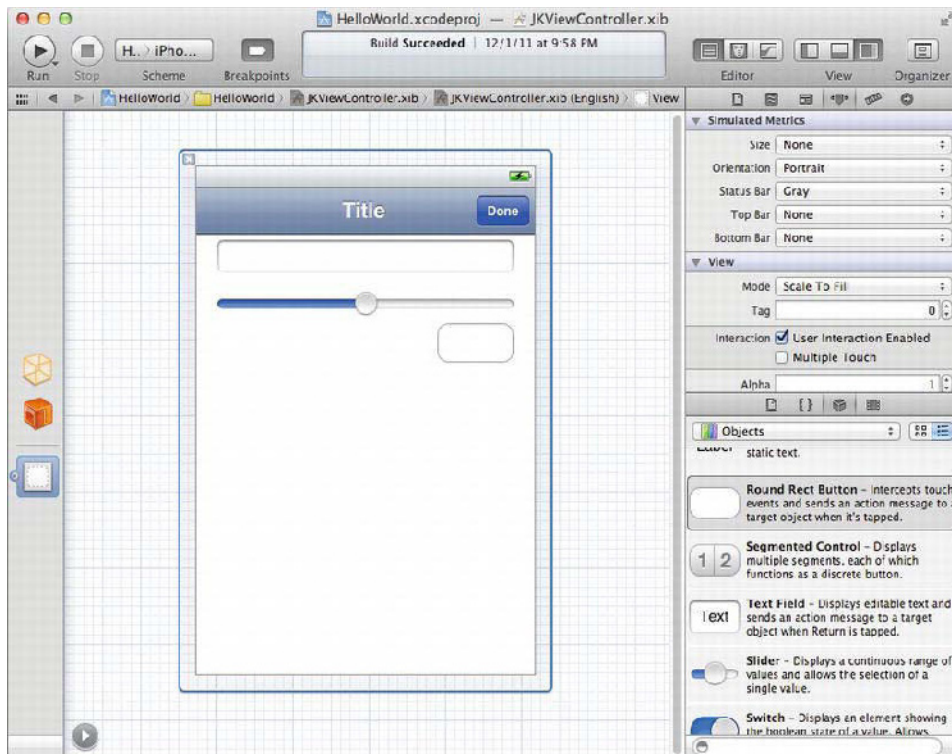 HelloWorld.xcodeproj — JKViewController.xib
Build Succeeded | 12/1/11 at 9:58 PM
H... iPho...
Run Stop Scheme Breakpoints Editor View Organizer
HelloWorld HelloWorld JKViewController.xib JKViewController.xib (English) View
Simulated Metrics
Size None
Orientation Portrait
Status Bar Gray
Top Bar None
Bottom Bar None
View
Mode Scale To Fill
Tag 0
Interaction User Interaction Enabled
Multiple Touch
Alpha 1
Title Done
{ }
Objects
Label static text.
Round Rect Button – Intercepts touch
events and sends an action message to a
target object when it's tapped.
1 2
Segmented Control – Displays
multiple segments, each of which
functions as a discrete button.
Text
Text Field – Displays editable text and
sends an action message to a target
object when Return is tapped.
Slider – Displays a continuous range of
values and allows the selection of a
single value.
Switch – Displays an element showing
the boolean state of a value. Allows